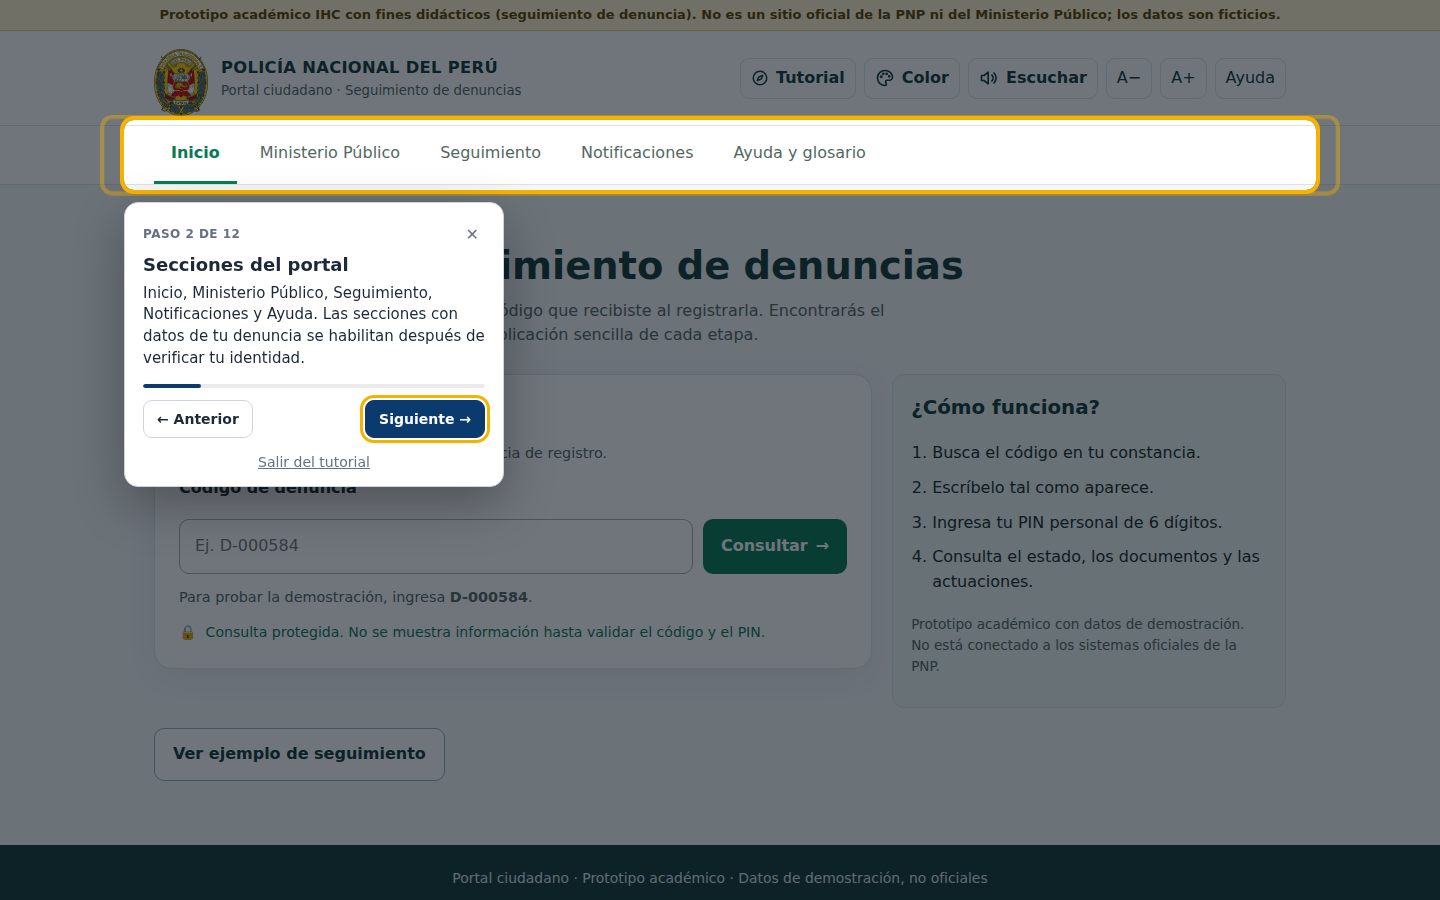 Prototipo académico IHC con fines didácticos (seguimiento de denuncia). No es un sitio oficial de la PNP ni del Ministerio Público; los datos son ficticios.
POLICÍA NACIONAL DEL PERÚ
Portal ciudadano · Seguimiento de denuncias
Tutorial
Color
Escuchar
A−
A+
Ayuda
Inicio
Ministerio Público
Seguimiento
Notificaciones
Ayuda y glosario
PASO 2 DE 12
✕
Secciones del portal
Inicio, Ministerio Público, Seguimiento,
Notificaciones y Ayuda. Las secciones con
datos de tu denuncia se habilitan después de
verificar tu identidad.
← Anterior
Siguiente →
Salir del tutorial
de denuncias
que recibiste al registrarla. Encontrarás el
sencilla de cada etapa.
de registro.
Código de denuncia
Ej. D-000584
Consultar →
Para probar la demostración, ingresa D-000584.
🔒 Consulta protegida. No se muestra información hasta validar el código y el PIN.
¿Cómo funciona?
1. Busca el código en tu constancia.
2. Escríbelo tal como aparece.
3. Ingresa tu PIN personal de 6 dígitos.
4. Consulta el estado, los documentos y las
actuaciones.
Prototipo académico con datos de demostración.
No está conectado a los sistemas oficiales de la
PNP.
Ver ejemplo de seguimiento
Portal ciudadano · Prototipo académico · Datos de demostración, no oficiales